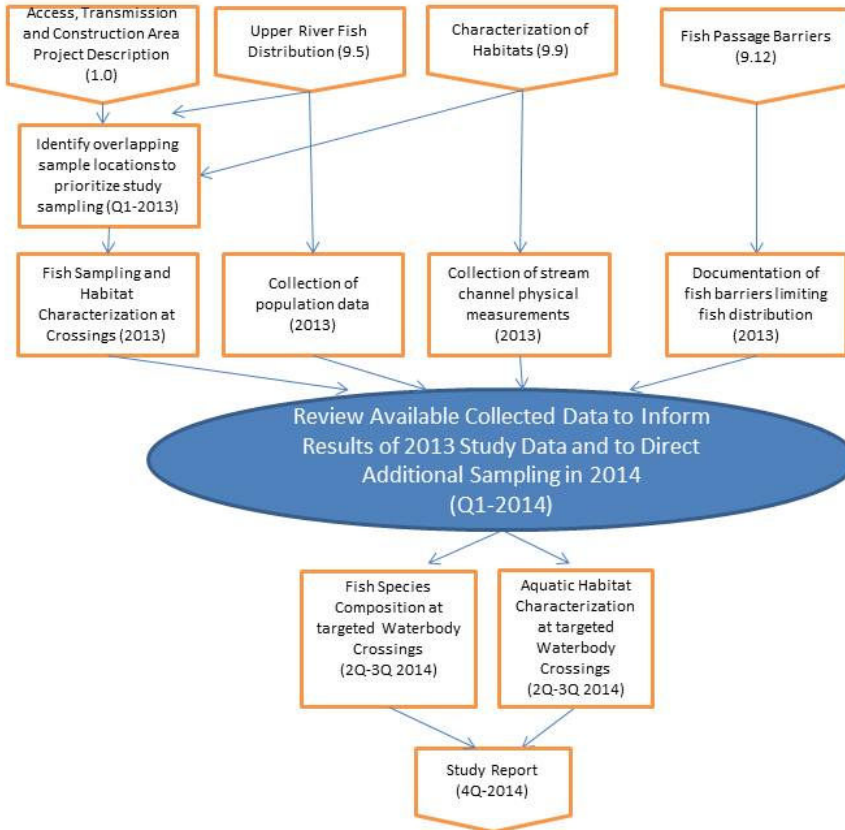 Access, Transmission
and Construction Area
Project Description
(1.0)
Upper River Fish
Distribution (9.5)
Characterization of
Habitats (9.9)
Fish Passage Barriers
(9.12)
Identify overlapping
sample locations to
prioritize study
sampling (Q1-2013)
Fish Sampling and
Habitat
Characterization at
Crossings (2013)
Collection of
population data
(2013)
Collection of stream
channel physical
measurements
(2013)
Documentation of
fish barriers limiting
fish distribution
(2013)
Review Available Collected Data to Inform
Results of 2013 Study Data and to Direct
Additional Sampling in 2014
(Q1-2014)
Fish Species
Composition at
targeted Waterbody
Crossings
(2Q-3Q 2014)
Aquatic Habitat
Characterization
at targeted
Waterbody
Crossings
(2Q-3Q 2014)
Study Report
(4Q-2014)